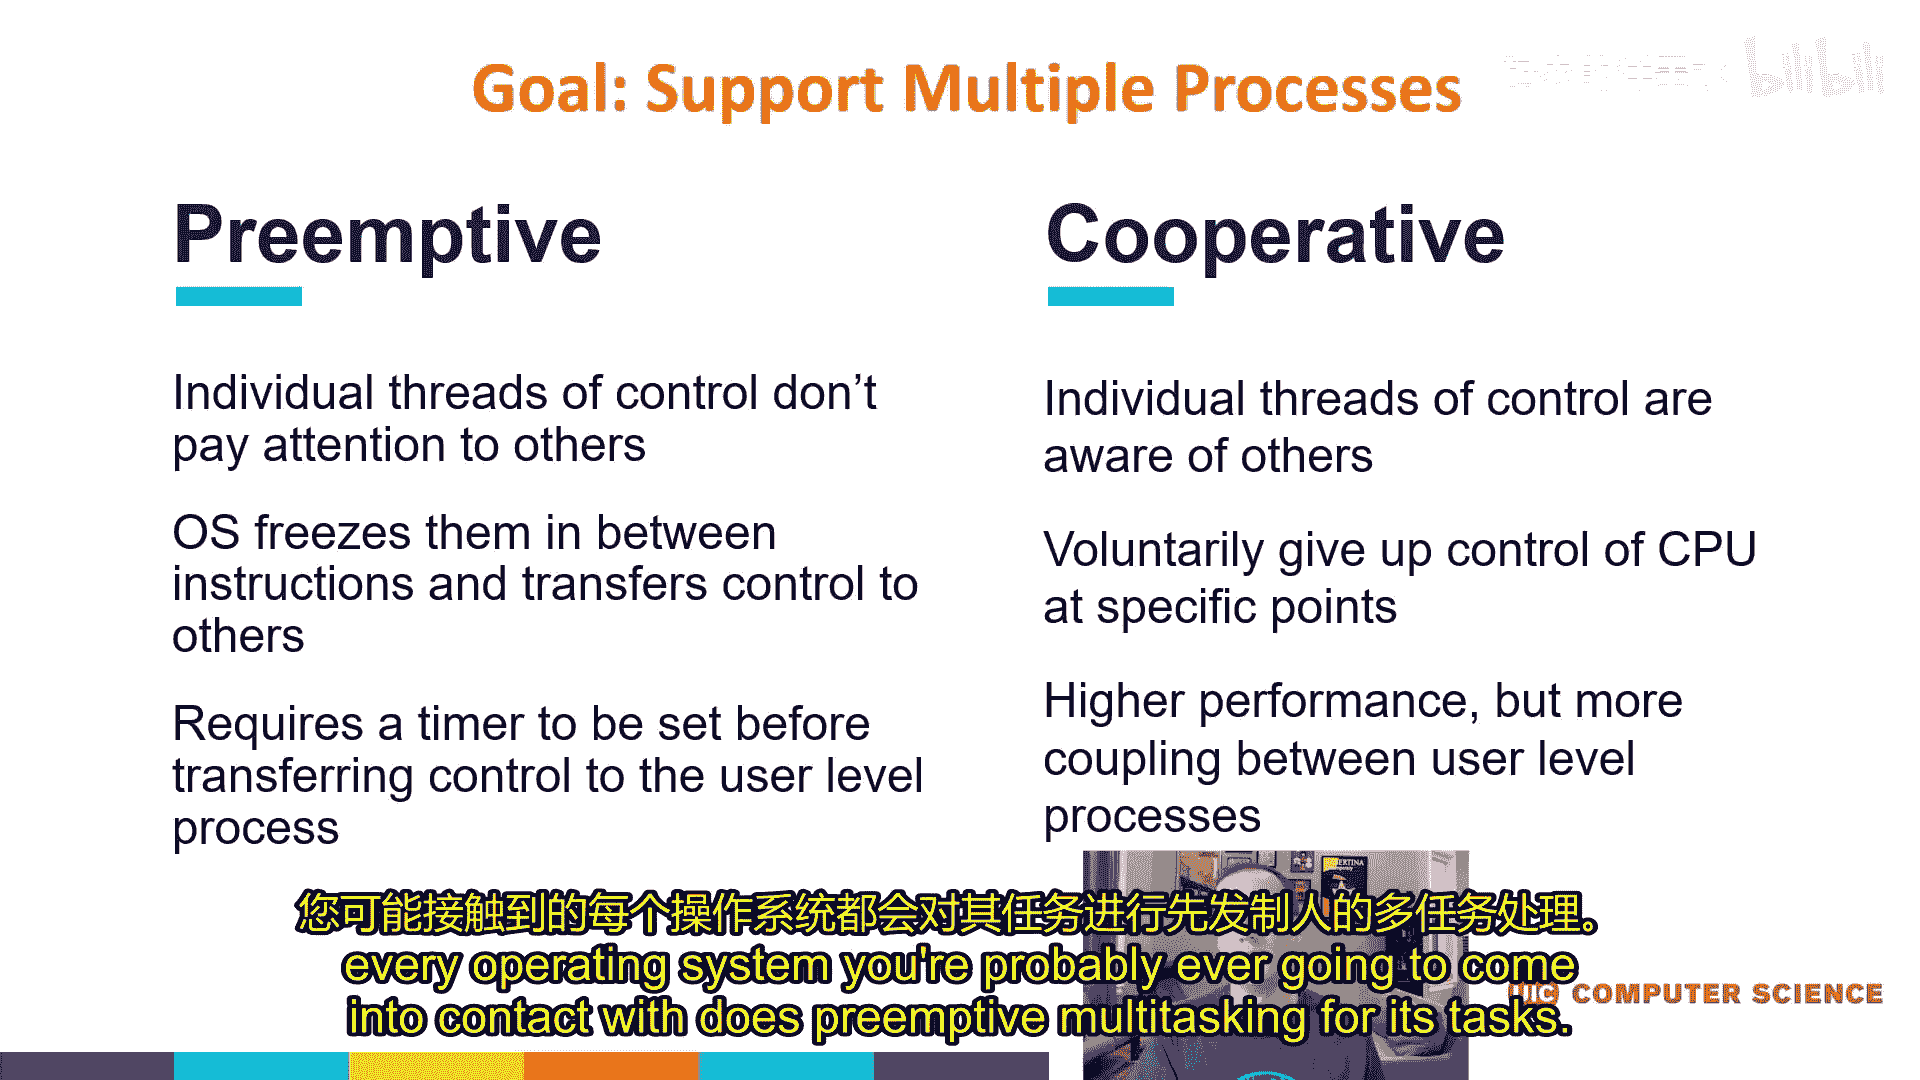 Goal: Support Multiple Processes
bilibili
Preemptive
Individual threads of control don’t
pay attention to others
OS freezes them in between
instructions and transfers control to
others
Requires a timer to be set before
transferring control to the user level
process
Cooperative
Individual threads of control are
aware of others
Voluntarily give up control of CPU
at specific points
Higher performance, but more
coupling between user level
processes
您可能接触到的每个操作系统都会对其任务进行先发制人的多任务处理。
every operating system you're probably ever going to come
into contact with does preemptive multitasking for its tasks.
UIC COMPUTER SCIENCE